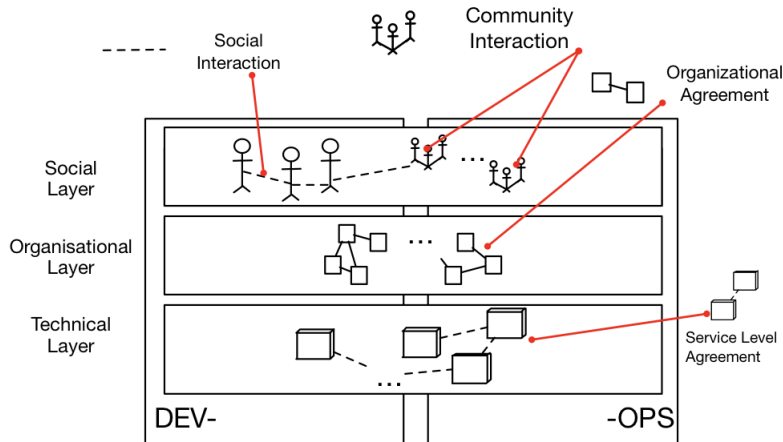 Social
Interaction
Community
Interaction
Organizational
Agreement
Social
Layer
...
Organisational
Layer
...
Technical
Layer
...
Service Level
Agreement
DEV-
-OPS